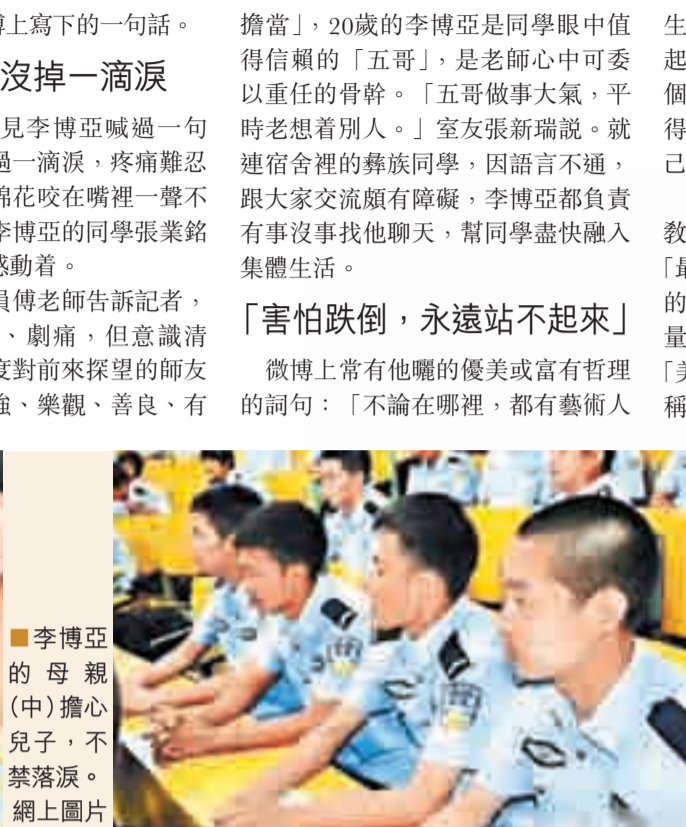 博上寫下的一句話。
沒掉一滴淚
見李博亞喊過一句
過一滴淚，疼痛難忍
棉花咬在嘴裡一聲不
李博亞的同學張業銘
感動着。
員傅老師告訴記者，
、劇痛，但意識清
度對前來探望的師友
強、樂觀、善良、有
擔當」，20歲的李博亞是同學眼中值
得信賴的「五哥」，是老師心中可委
以重任的骨幹。「五哥做事大氣，平
時老想着別人。」室友張新瑞説。就
連宿舍裡的彝族同學，因語言不通，
跟大家交流頗有障礙，李博亞都負責
有事沒事找他聊天，幫同學盡快融入
集體生活。
「害怕跌倒，永遠站不起來」
微博上常有他曬的優美或富有哲理
的詞句：「不論在哪裡，都有藝術人
生
起
個
得
己
教
「最
的
量
「美
稱
■李博亞
的母親
(中)擔心
兒子，不
禁落淚。
網上圖片